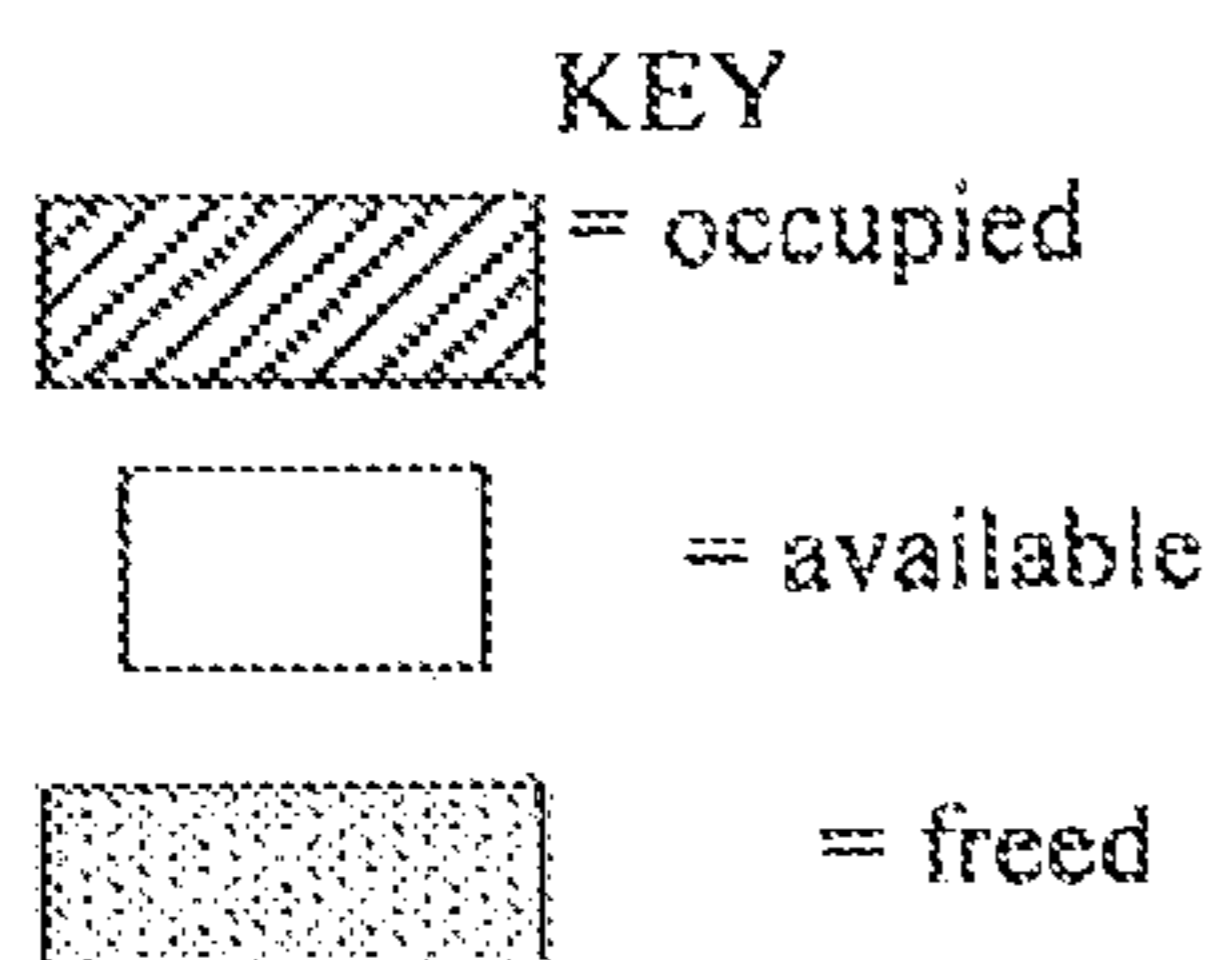 KEY
= occupied
= available
= freed